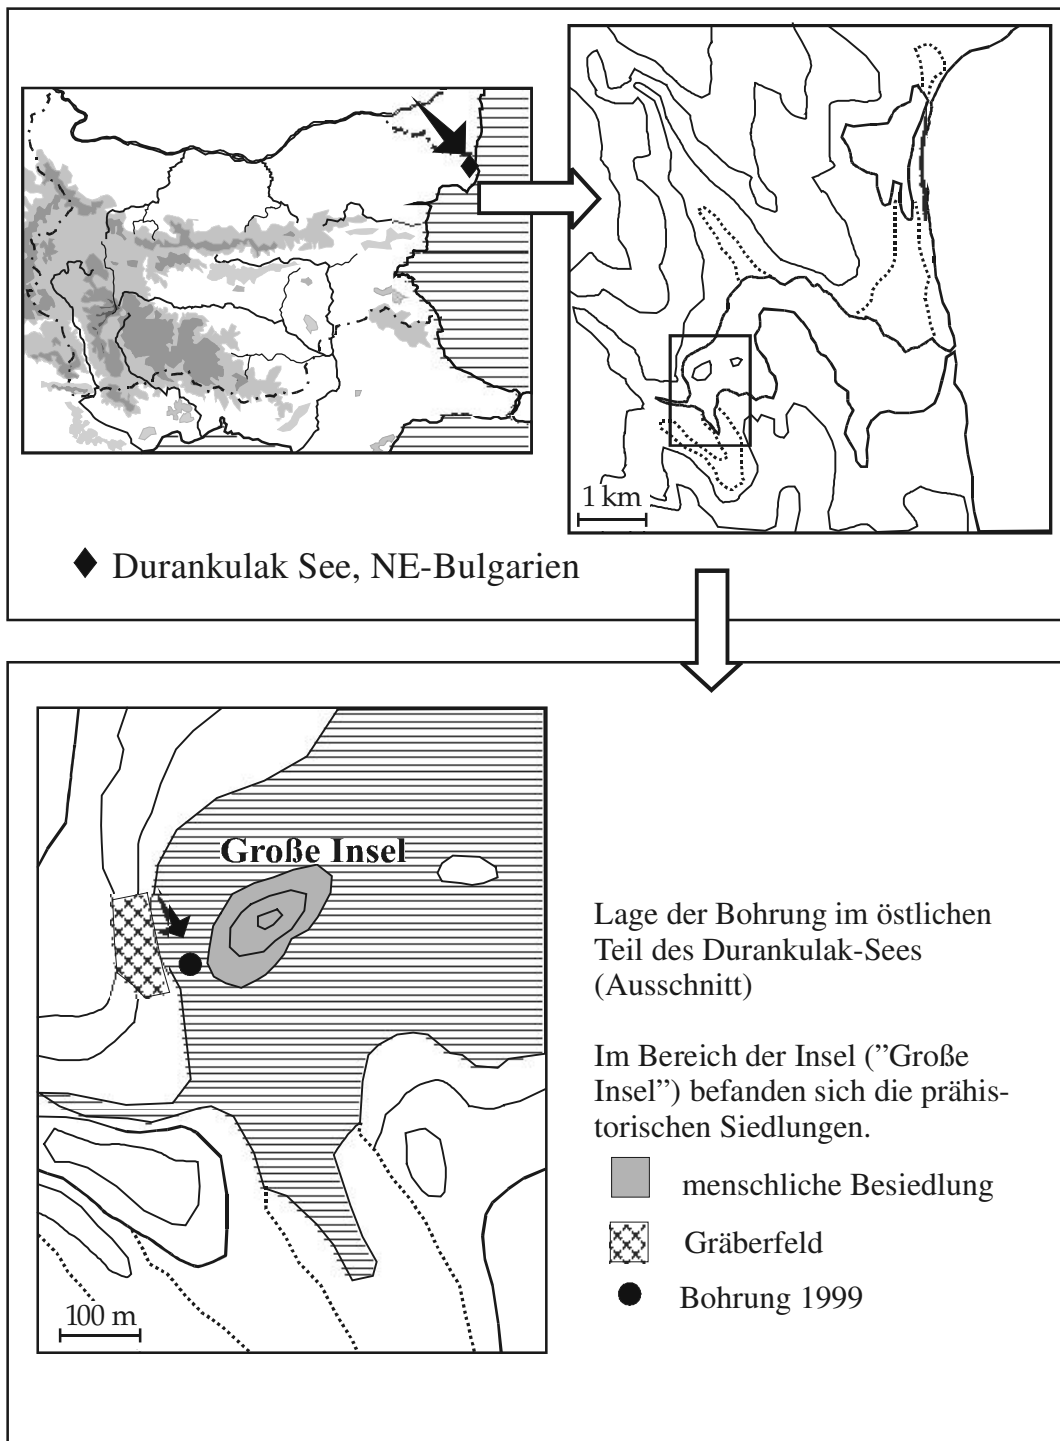 1 km
♦ Durankulak See, NE-Bulgarien
Große Insel
100 m
Lage der Bohrung im östlichen
Teil des Durankulak-Sees
(Ausschnitt)
Im Bereich der Insel (”Große
Insel”) befanden sich die prähis-
torischen Siedlungen.
menschliche Besiedlung
Gräberfeld
Bohrung 1999